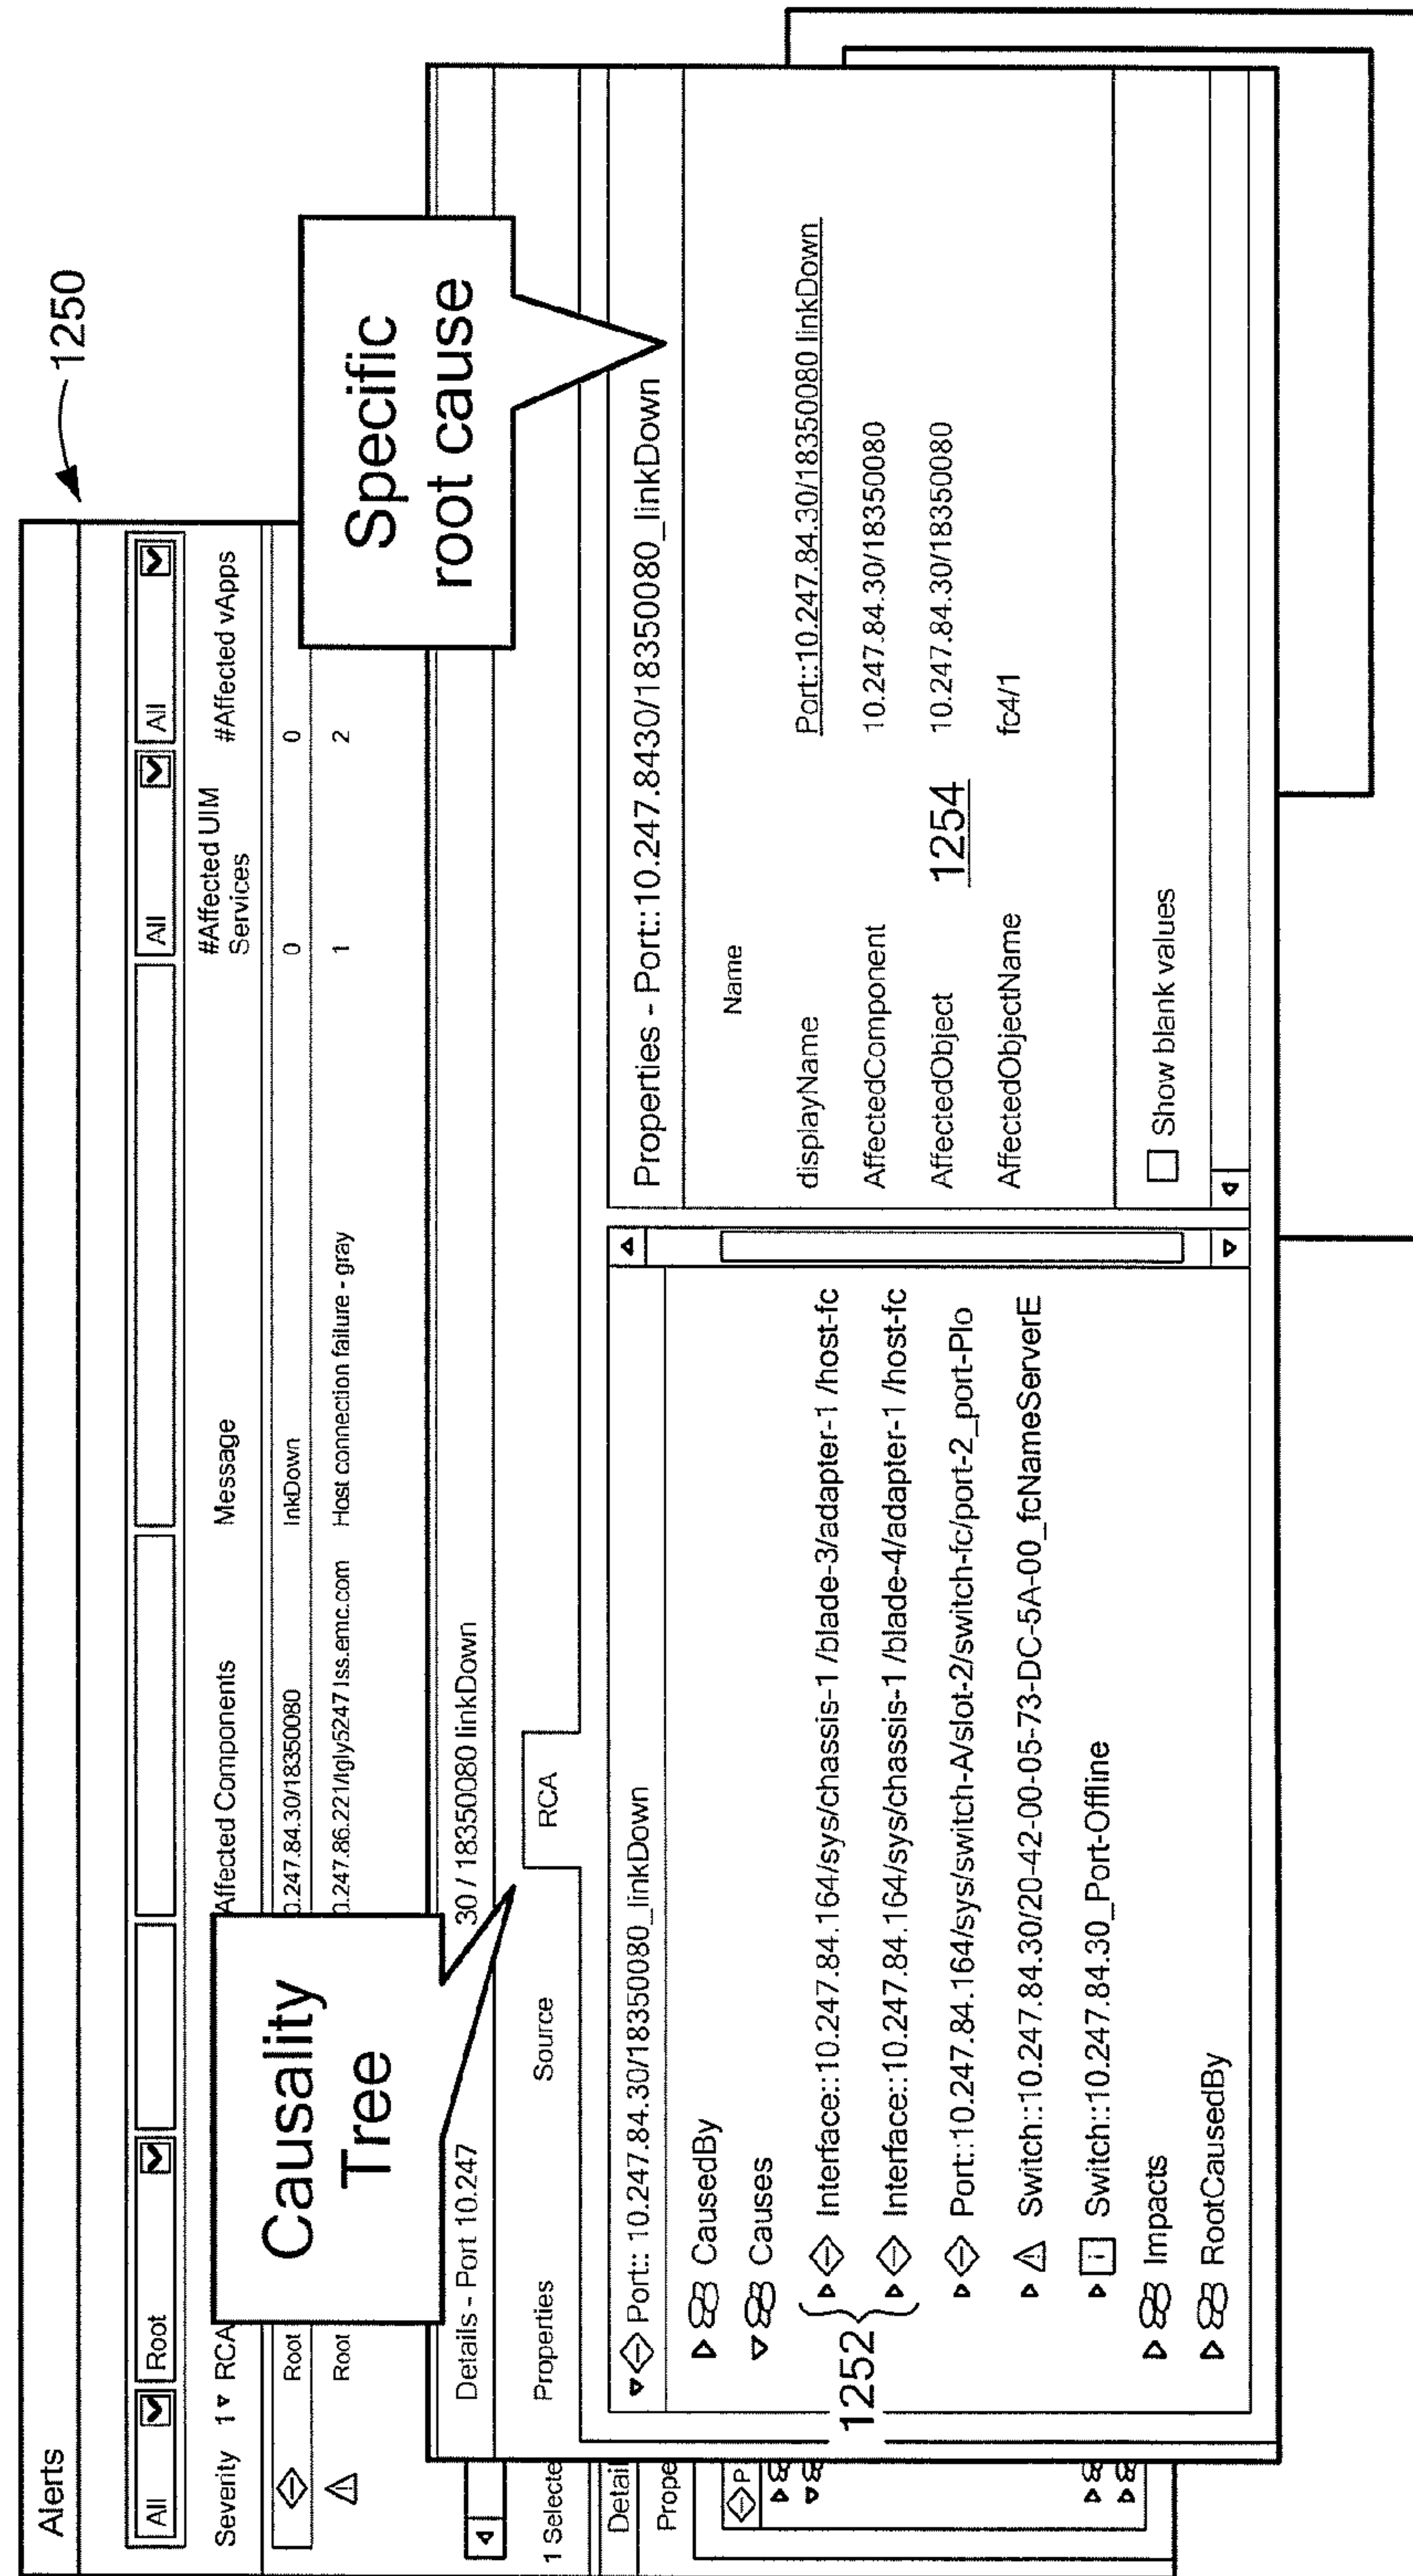 1250
Alerts
All Root All All
Severity 1 RCA Affected Components Message #Affected UIM #Affected vApps
Services
Root 0.247.84.30/18350080 InkDown 0 0
Root 0.247.86.221/lgly5247 lss.emc.com Host connection failure - gray 1 2
Causality
Tree
Specific
root cause
Details - Port 10.247 30 / 18350080 linkDown
1 Selecte
Properties Source RCA
Detail
Prope
P
Port:: 10.247.84.30/18350080_linkDown
CausedBy
Causes
Interface::10.247.84.164/sys/chassis-1 /blade-3/adapter-1 /host-fc
Interface::10.247.84.164/sys/chassis-1 /blade-4/adapter-1 /host-fc
1252
Port::10.247.84.164/sys/switch-A/slot-2/switch-fc/port-2_port-Plo
Switch::10.247.84.30/20-42-00-05-73-DC-5A-00_fcNameServerE
Switch::10.247.84.30_Port-Offline
Impacts
RootCausedBy
Properties - Port::10.247.8430/18350080_linkDown
Name
displayName Port::10.247.84.30/18350080 linkDown
AffectedComponent 10.247.84.30/18350080
AffectedObject 1254 10.247.84.30/18350080
AffectedObjectName fc4/1
Show blank values